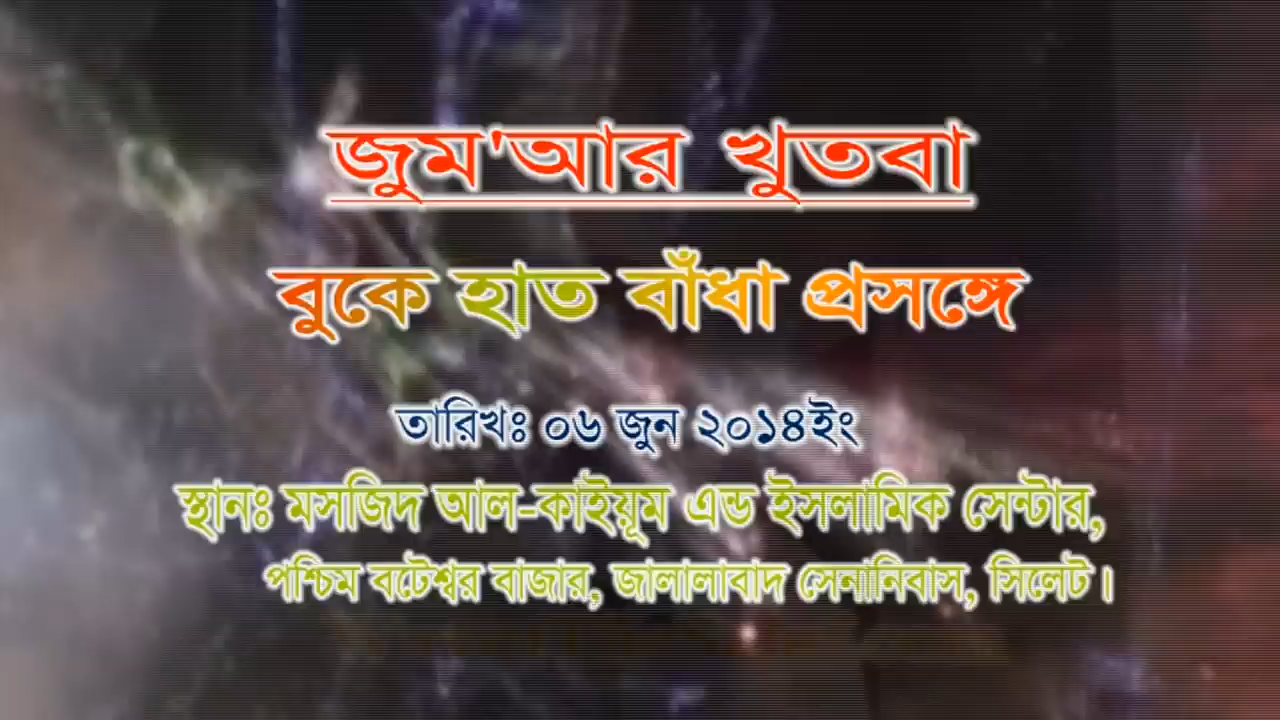 জুম'আর খুতবা
বুকে হাত বাঁধা প্রসঙ্গে
তারিখঃ ০৬ জুন ২০১৪ইং
স্থানঃ মসজিদ আল-কাইয়ূম এন্ড ইসলামিক সেন্টার,
পশ্চিম বটেশ্বর বাজার, জালালাবাদ সেনানিবাস, সিলেট।